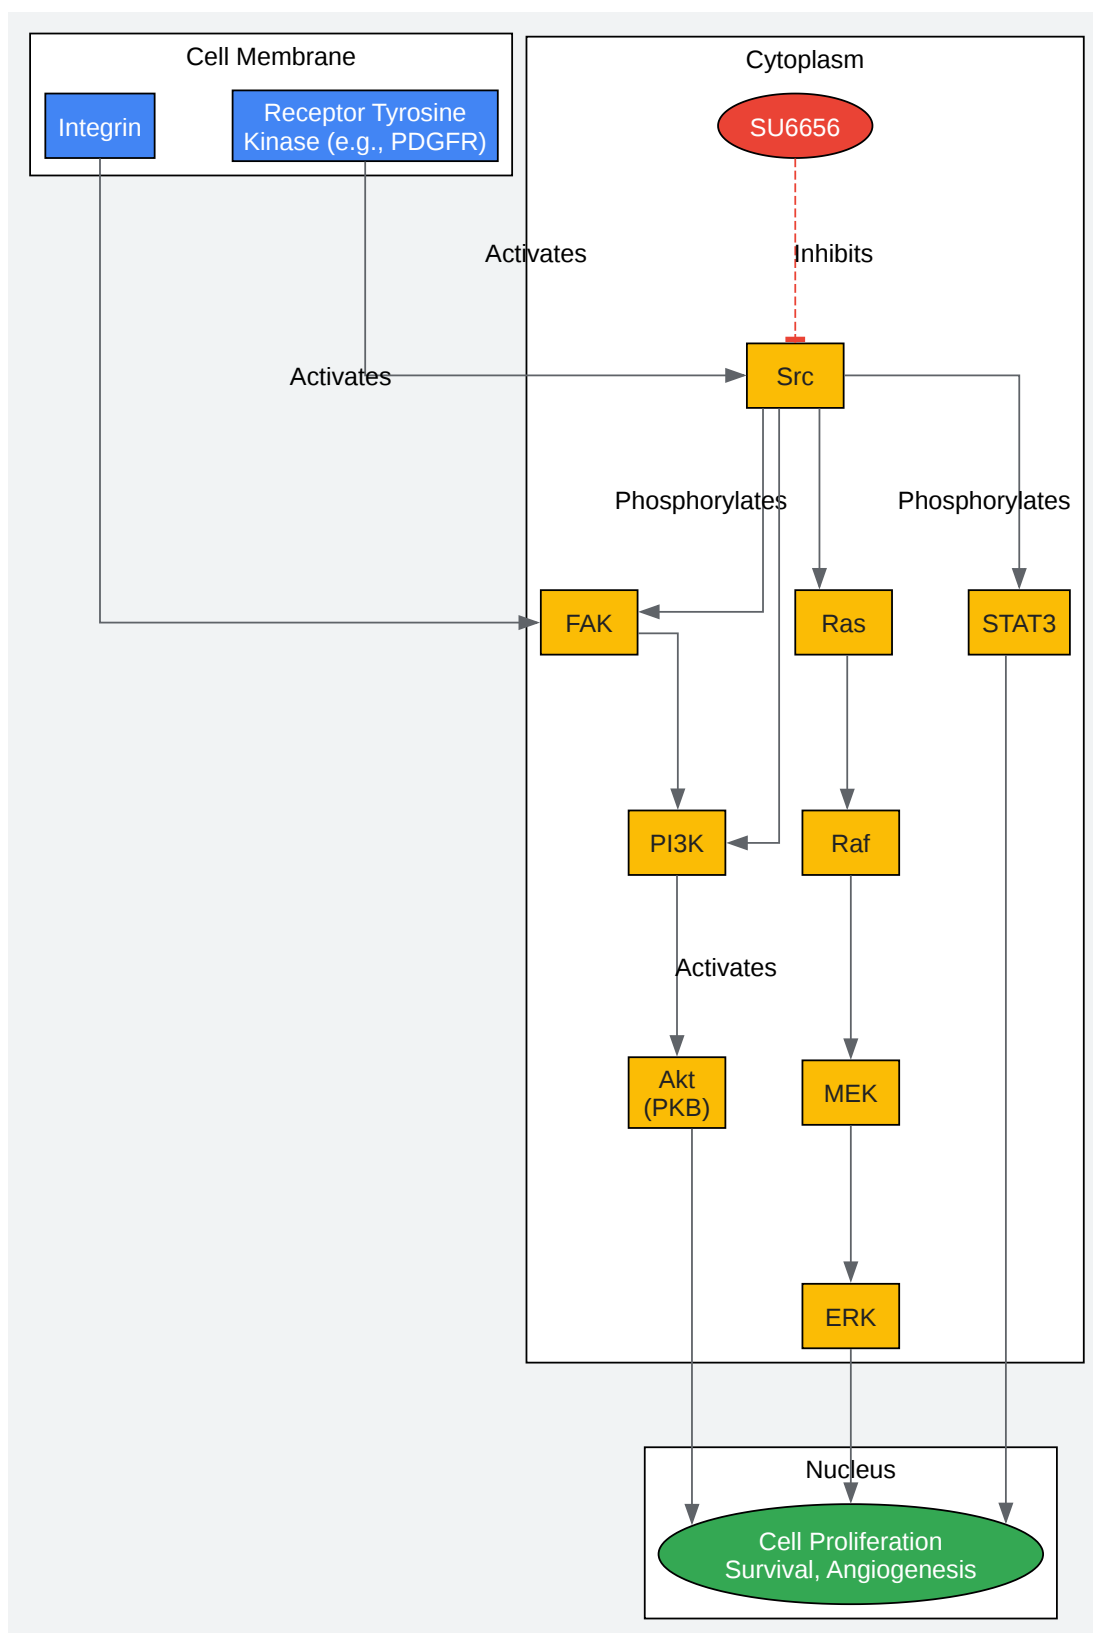 Cell Membrane
Cytoplasm
Integrin
Receptor Tyrosine
Kinase (e.g., PDGFR)
SU6656
Activates
Inhibits
Activates
Src
Phosphorylates
Phosphorylates
FAK
Ras
STAT3
PI3K
Raf
Activates
Akt
(PKB)
MEK
ERK
Nucleus
Cell Proliferation
Survival, Angiogenesis